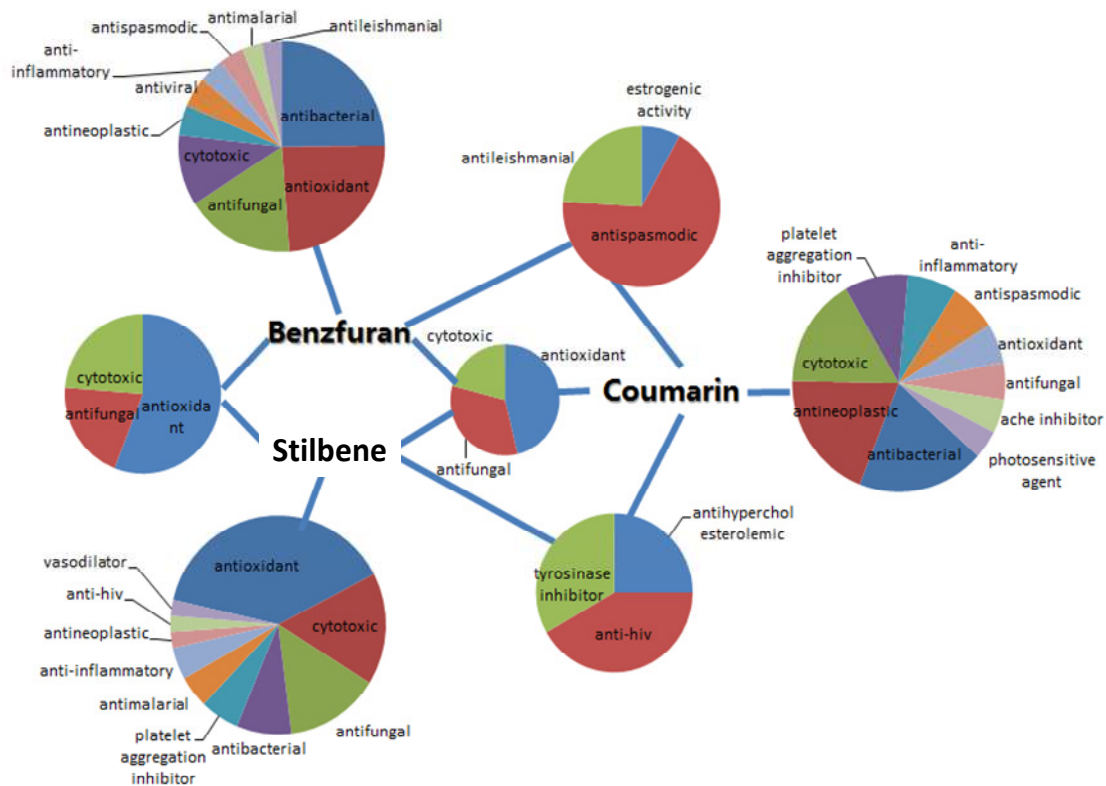 antimalarial
antispasmodic
antileishmanial
anti-
inflammatory
antiviral
antineoplastic
cytotoxic
antifungal
antioxidant
antibacterial
estrogenic
activity
antileishmanial
antispasmodic
platelet
aggregation
inhibitor
anti-
inflammatory
antispasmodic
antioxidant
antifungal
ache inhibitor
photosensitive
agent
cytotoxic
antineoplastic
antibacterial
Benzfuran
cytotoxic
antioxidant
antifungal
Coumarin
cytotoxic
antifungal
antioxida
nt
Stilbene
antihyperchol
esterolemic
tyrosinase
inhibitor
anti-hiv
antioxidant
cytotoxic
vasodilator
anti-hiv
antineoplastic
anti-inflammatory
antimalarial
platelet
aggregation
inhibitor
antibacterial
antifungal